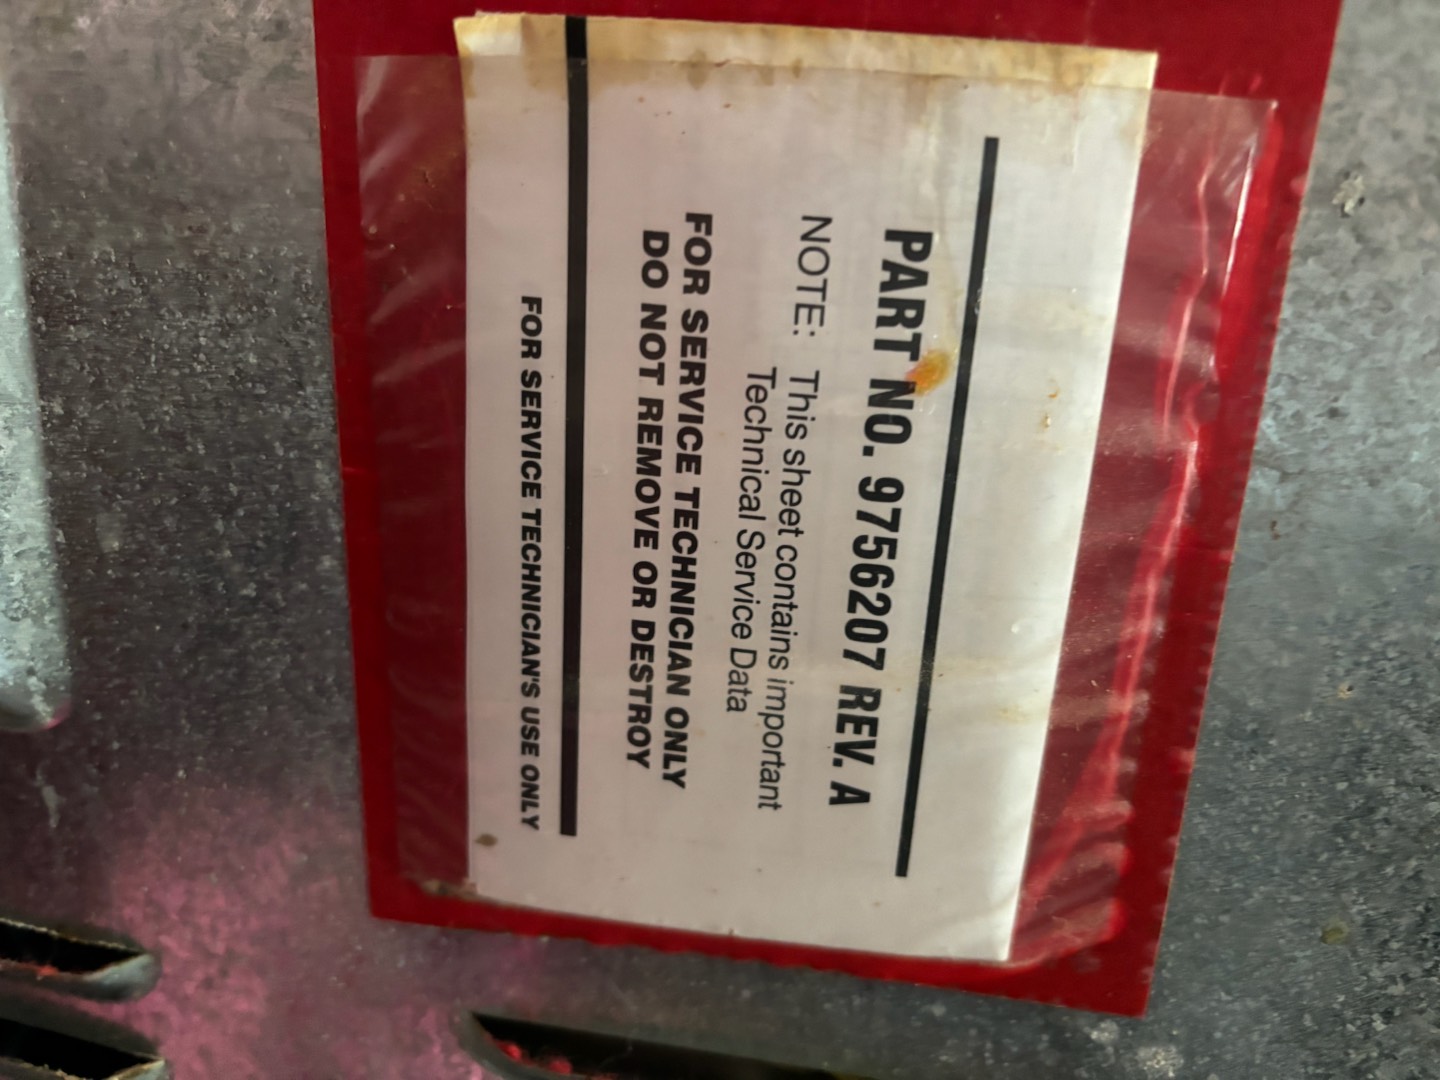 PART NO. 9756207 REV. A
NOTE: This sheet contains important
Technical Service Data
FOR SERVICE TECHNICIAN ONLY
DO NOT REMOVE OR DESTROY
FOR SERVICE TECHNICIAN'S USE ONLY